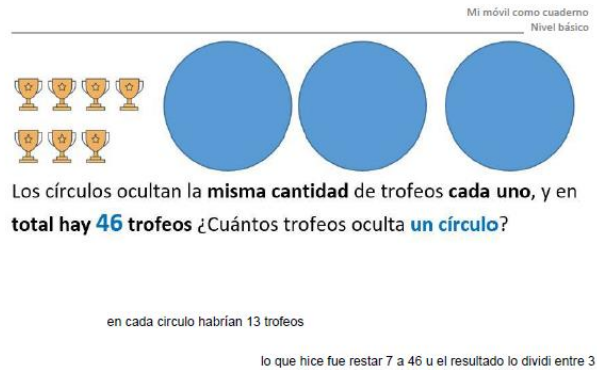 Mi móvil como cuaderno
Nivel básico
Los círculos ocultan la misma cantidad de trofeos cada uno, y en
total hay 46 trofeos ¿Cuántos trofeos oculta un círculo?
en cada circulo habrían 13 trofeos
lo que hice fue restar 7 a 46 u el resultado lo dividi entre 3